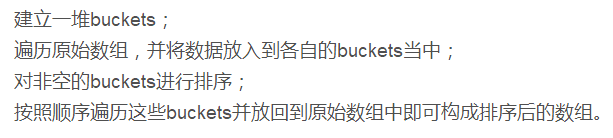 建立一堆buckets；
遍历原始数组，并将数据放入到各自的buckets当中；
对非空的buckets进行排序；
按照顺序遍历这些buckets并放回到原始数组中即可构成排序后的数组。